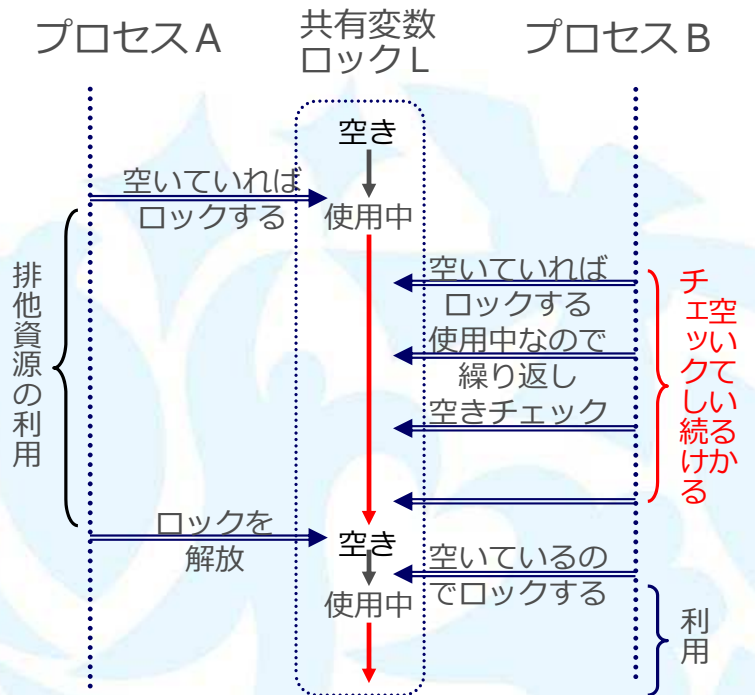 プロセスA
共有変数
ロックL
プロセスB
空き
空いていれば
ロックする
使用中
排他資源の利用
空いていれば
ロックする
使用中なので
繰り返し
空きチェック
空いているか
チェックし続ける
ロックを
解放
空き
空いているの
でロックする
使用中
利用